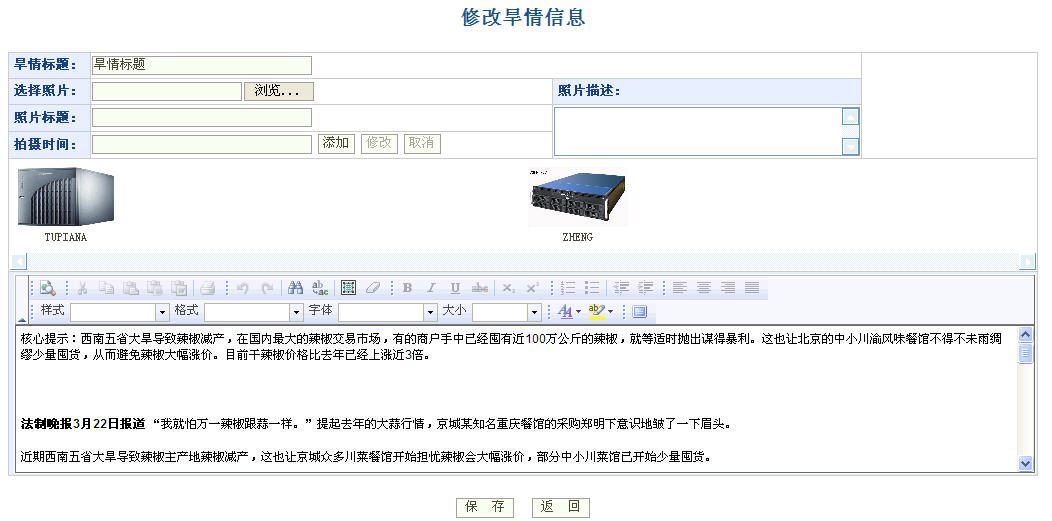 修改旱情信息
旱情标题： 旱情标题
选择照片： 浏览... 照片描述：
照片标题：
拍摄时间： 添加 修改 取消
TUPIANA ZHENG
B I U abc X₂ X²
样式 格式 字体 大小
核心提示：西南五省大旱导致辣椒减产，在国内最大的辣椒交易市场，有的商户手中已经囤有近100万公斤的辣椒，就等适时抛出谋得暴利。这也让北京的中小川渝风味餐馆不得不未雨绸
缪少量囤货，从而避免辣椒大幅涨价。目前干辣椒价格比去年已经上涨近3倍。
法制晚报3月22日报道 “我就怕万一辣椒跟蒜一样。”提起去年的大蒜行情，京城某知名重庆餐馆的采购郑明下意识地皱了一下眉头。
近期西南五省大旱导致辣椒主产地辣椒减产，这也让京城众多川菜餐馆开始担忧辣椒会大幅涨价，部分中小川菜馆已开始少量囤货。
保 存 返 回